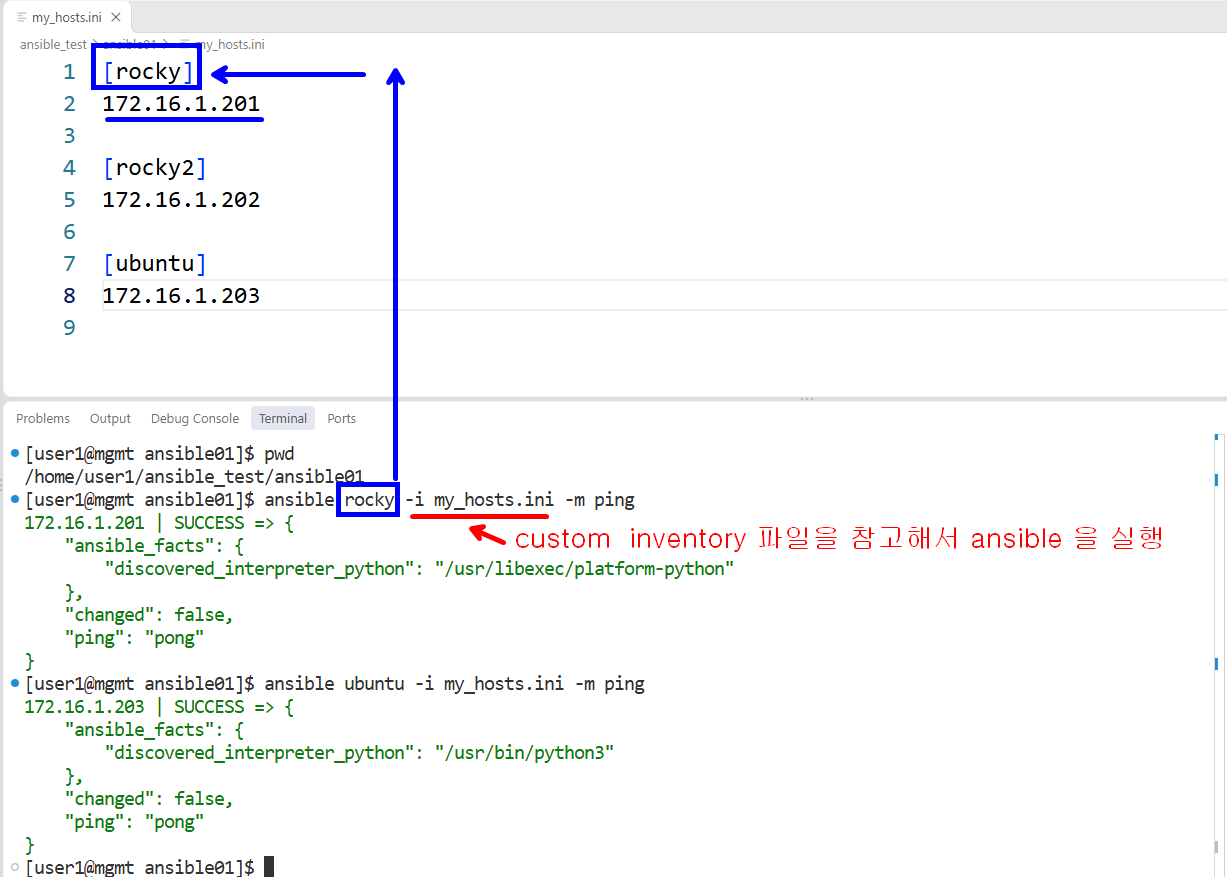 my_hosts.ini
ansible_test > ansible01 > my_hosts.ini
1 [rocky]
2 172.16.1.201
3
4 [rocky2]
5 172.16.1.202
6
7 [ubuntu]
8 172.16.1.203
9
Problems Output Debug Console Terminal Ports
[user1@mgmt ansible01]$ pwd
/home/user1/ansible_test/ansible01
[user1@mgmt ansible01]$ ansible rocky -i my_hosts.ini -m ping
172.16.1.201 | SUCCESS => {
"ansible_facts": {
custom inventory 파일을 참고해서 ansible 을 실행
"discovered_interpreter_python": "/usr/libexec/platform-python"
},
"changed": false,
"ping": "pong"
}
[user1@mgmt ansible01]$ ansible ubuntu -i my_hosts.ini -m ping
172.16.1.203 | SUCCESS => {
"ansible_facts": {
"discovered_interpreter_python": "/usr/bin/python3"
},
"changed": false,
"ping": "pong"
}
[user1@mgmt ansible01]$